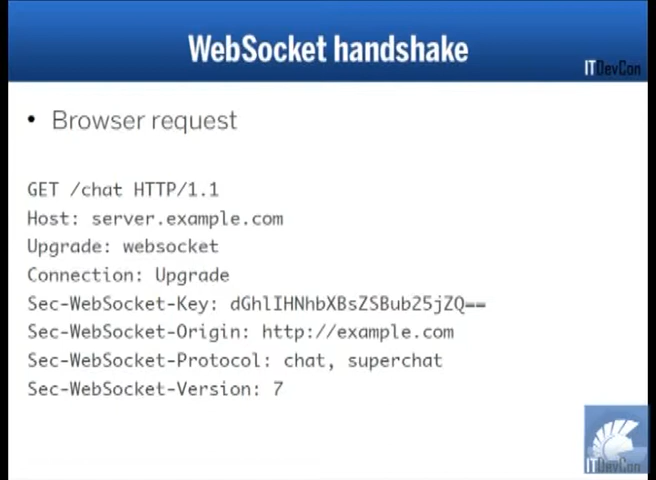 WebSocket handshake
ITDevCon
• Browser request
GET /chat HTTP/1.1
Host: server.example.com
Upgrade: websocket
Connection: Upgrade
Sec-WebSocket-Key: dGhlIHNhbXBsZSBub25jZQ==
Sec-WebSocket-Origin: http://example.com
Sec-WebSocket-Protocol: chat, superchat
Sec-WebSocket-Version: 7
ITDevCon